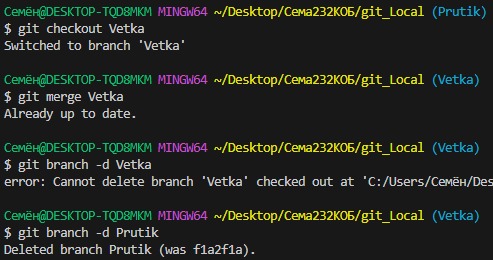 Семён@DESKTOP-TQD8MKM MINGW64 ~/Desktop/Сема232КОБ/git_Local (Prutik)
$ git checkout Vetka
Switched to branch 'Vetka'
Семён@DESKTOP-TQD8MKM MINGW64 ~/Desktop/Сема232КОБ/git_Local (Vetka)
$ git merge Vetka
Already up to date.
Семён@DESKTOP-TQD8MKM MINGW64 ~/Desktop/Сема232КОБ/git_Local (Vetka)
$ git branch -d Vetka
error: Cannot delete branch 'Vetka' checked out at 'C:/Users/Семён/Des
Семён@DESKTOP-TQD8MKM MINGW64 ~/Desktop/Сема232КОБ/git_Local (Vetka)
$ git branch -d Prutik
Deleted branch Prutik (was f1a2f1a).